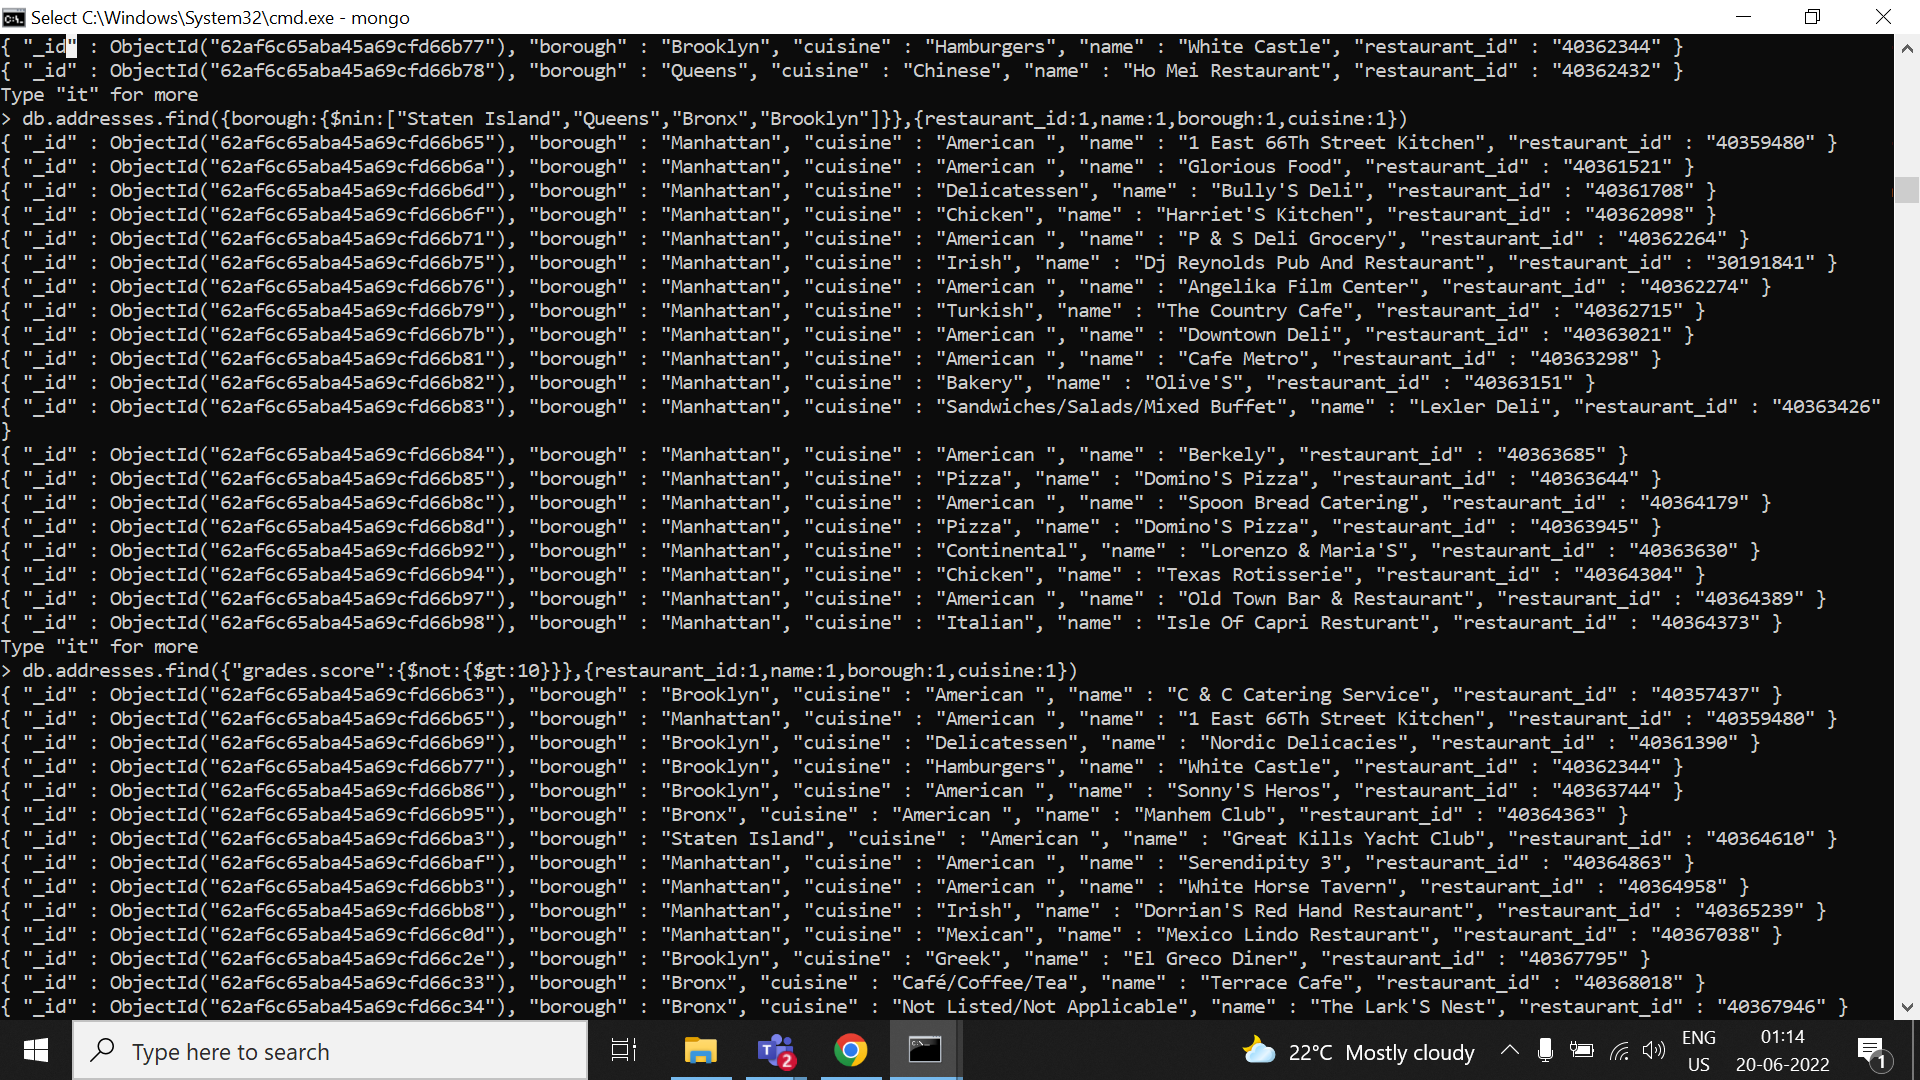 Select C:\Windows\System32\cmd.exe - mongo
{ "_id" : ObjectId("62af6c65aba45a69cfd66b77"), "borough" : "Brooklyn", "cuisine" : "Hamburgers", "name" : "White Castle", "restaurant_id" : "40362344" }
{ "_id" : ObjectId("62af6c65aba45a69cfd66b78"), "borough" : "Queens", "cuisine" : "Chinese", "name" : "Ho Mei Restaurant", "restaurant_id" : "40362432" }
Type "it" for more
> db.addresses.find({borough:{$nin:["Staten Island","Queens","Bronx","Brooklyn"]}},{restaurant_id:1,name:1,borough:1,cuisine:1})
{ "_id" : ObjectId("62af6c65aba45a69cfd66b65"), "borough" : "Manhattan", "cuisine" : "American ", "name" : "1 East 66Th Street Kitchen", "restaurant_id" : "40359480" }
{ "_id" : ObjectId("62af6c65aba45a69cfd66b6a"), "borough" : "Manhattan", "cuisine" : "American ", "name" : "Glorious Food", "restaurant_id" : "40361521" }
{ "_id" : ObjectId("62af6c65aba45a69cfd66b6d"), "borough" : "Manhattan", "cuisine" : "Delicatessen", "name" : "Bully'S Deli", "restaurant_id" : "40361708" }
{ "_id" : ObjectId("62af6c65aba45a69cfd66b6f"), "borough" : "Manhattan", "cuisine" : "Chicken", "name" : "Harriet'S Kitchen", "restaurant_id" : "40362098" }
{ "_id" : ObjectId("62af6c65aba45a69cfd66b71"), "borough" : "Manhattan", "cuisine" : "American ", "name" : "P & S Deli Grocery", "restaurant_id" : "40362264" }
{ "_id" : ObjectId("62af6c65aba45a69cfd66b75"), "borough" : "Manhattan", "cuisine" : "Irish", "name" : "Dj Reynolds Pub And Restaurant", "restaurant_id" : "30191841" }
{ "_id" : ObjectId("62af6c65aba45a69cfd66b76"), "borough" : "Manhattan", "cuisine" : "American ", "name" : "Angelika Film Center", "restaurant_id" : "40362274" }
{ "_id" : ObjectId("62af6c65aba45a69cfd66b79"), "borough" : "Manhattan", "cuisine" : "Turkish", "name" : "The Country Cafe", "restaurant_id" : "40362715" }
{ "_id" : ObjectId("62af6c65aba45a69cfd66b7b"), "borough" : "Manhattan", "cuisine" : "American ", "name" : "Downtown Deli", "restaurant_id" : "40363021" }
{ "_id" : ObjectId("62af6c65aba45a69cfd66b81"), "borough" : "Manhattan", "cuisine" : "American ", "name" : "Cafe Metro", "restaurant_id" : "40363298" }
{ "_id" : ObjectId("62af6c65aba45a69cfd66b82"), "borough" : "Manhattan", "cuisine" : "Bakery", "name" : "Olive'S", "restaurant_id" : "40363151" }
{ "_id" : ObjectId("62af6c65aba45a69cfd66b83"), "borough" : "Manhattan", "cuisine" : "Sandwiches/Salads/Mixed Buffet", "name" : "Lexler Deli", "restaurant_id" : "40363426"
}
{ "_id" : ObjectId("62af6c65aba45a69cfd66b84"), "borough" : "Manhattan", "cuisine" : "American ", "name" : "Berkely", "restaurant_id" : "40363685" }
{ "_id" : ObjectId("62af6c65aba45a69cfd66b85"), "borough" : "Manhattan", "cuisine" : "Pizza", "name" : "Domino'S Pizza", "restaurant_id" : "40363644" }
{ "_id" : ObjectId("62af6c65aba45a69cfd66b8c"), "borough" : "Manhattan", "cuisine" : "American ", "name" : "Spoon Bread Catering", "restaurant_id" : "40364179" }
{ "_id" : ObjectId("62af6c65aba45a69cfd66b8d"), "borough" : "Manhattan", "cuisine" : "Pizza", "name" : "Domino'S Pizza", "restaurant_id" : "40363945" }
{ "_id" : ObjectId("62af6c65aba45a69cfd66b92"), "borough" : "Manhattan", "cuisine" : "Continental", "name" : "Lorenzo & Maria'S", "restaurant_id" : "40363630" }
{ "_id" : ObjectId("62af6c65aba45a69cfd66b94"), "borough" : "Manhattan", "cuisine" : "Chicken", "name" : "Texas Rotisserie", "restaurant_id" : "40364304" }
{ "_id" : ObjectId("62af6c65aba45a69cfd66b97"), "borough" : "Manhattan", "cuisine" : "American ", "name" : "Old Town Bar & Restaurant", "restaurant_id" : "40364389" }
{ "_id" : ObjectId("62af6c65aba45a69cfd66b98"), "borough" : "Manhattan", "cuisine" : "Italian", "name" : "Isle Of Capri Resturant", "restaurant_id" : "40364373" }
Type "it" for more
> db.addresses.find({"grades.score":{$not:{$gt:10}}},{restaurant_id:1,name:1,borough:1,cuisine:1})
{ "_id" : ObjectId("62af6c65aba45a69cfd66b63"), "borough" : "Brooklyn", "cuisine" : "American ", "name" : "C & C Catering Service", "restaurant_id" : "40357437" }
{ "_id" : ObjectId("62af6c65aba45a69cfd66b65"), "borough" : "Manhattan", "cuisine" : "American ", "name" : "1 East 66Th Street Kitchen", "restaurant_id" : "40359480" }
{ "_id" : ObjectId("62af6c65aba45a69cfd66b69"), "borough" : "Brooklyn", "cuisine" : "Delicatessen", "name" : "Nordic Delicacies", "restaurant_id" : "40361390" }
{ "_id" : ObjectId("62af6c65aba45a69cfd66b77"), "borough" : "Brooklyn", "cuisine" : "Hamburgers", "name" : "White Castle", "restaurant_id" : "40362344" }
{ "_id" : ObjectId("62af6c65aba45a69cfd66b86"), "borough" : "Brooklyn", "cuisine" : "American ", "name" : "Sonny'S Heros", "restaurant_id" : "40363744" }
{ "_id" : ObjectId("62af6c65aba45a69cfd66b95"), "borough" : "Bronx", "cuisine" : "American ", "name" : "Manhem Club", "restaurant_id" : "40364363" }
{ "_id" : ObjectId("62af6c65aba45a69cfd66ba3"), "borough" : "Staten Island", "cuisine" : "American ", "name" : "Great Kills Yacht Club", "restaurant_id" : "40364610" }
{ "_id" : ObjectId("62af6c65aba45a69cfd66baf"), "borough" : "Manhattan", "cuisine" : "American ", "name" : "Serendipity 3", "restaurant_id" : "40364863" }
{ "_id" : ObjectId("62af6c65aba45a69cfd66bb3"), "borough" : "Manhattan", "cuisine" : "American ", "name" : "White Horse Tavern", "restaurant_id" : "40364958" }
{ "_id" : ObjectId("62af6c65aba45a69cfd66bb8"), "borough" : "Manhattan", "cuisine" : "Irish", "name" : "Dorrian'S Red Hand Restaurant", "restaurant_id" : "40365239" }
{ "_id" : ObjectId("62af6c65aba45a69cfd66c0d"), "borough" : "Manhattan", "cuisine" : "Mexican", "name" : "Mexico Lindo Restaurant", "restaurant_id" : "40367038" }
{ "_id" : ObjectId("62af6c65aba45a69cfd66c2e"), "borough" : "Brooklyn", "cuisine" : "Greek", "name" : "El Greco Diner", "restaurant_id" : "40367795" }
{ "_id" : ObjectId("62af6c65aba45a69cfd66c33"), "borough" : "Bronx", "cuisine" : "Café/Coffee/Tea", "name" : "Terrace Cafe", "restaurant_id" : "40368018" }
{ "_id" : ObjectId("62af6c65aba45a69cfd66c34"), "borough" : "Bronx", "cuisine" : "Not Listed/Not Applicable", "name" : "The Lark'S Nest", "restaurant_id" : "40367946" }
Type here to search
2
22°C Mostly cloudy
ENG
US
01:14
20-06-2022
1